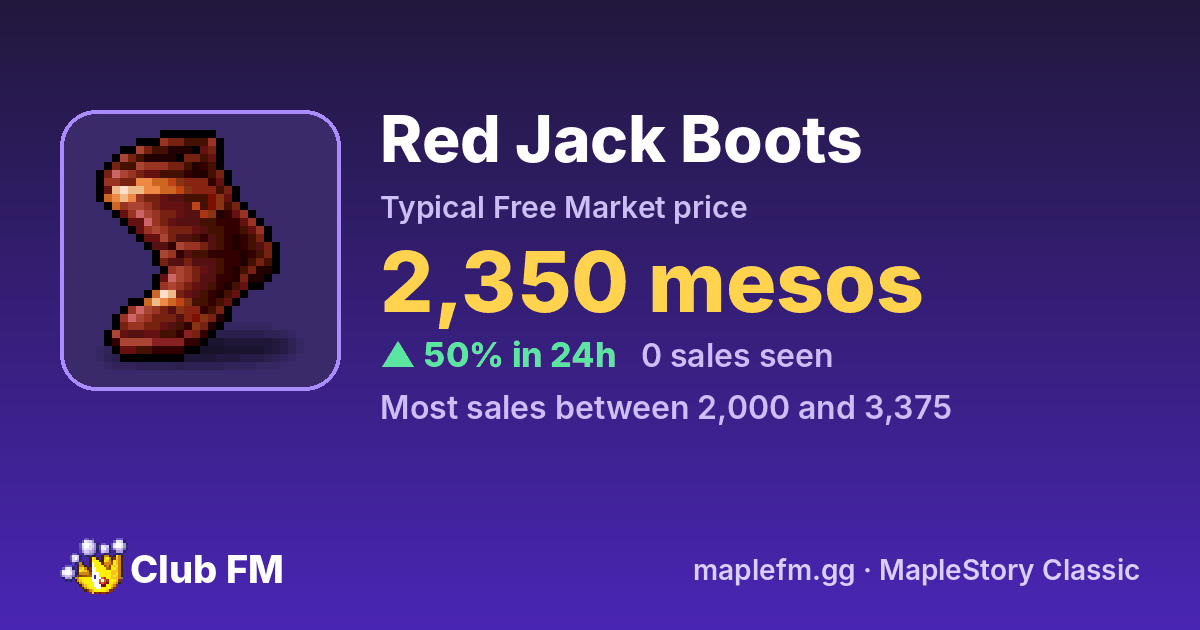 Red Jack Boots
Typical Free Market price
2,350 mesos
▲ 50% in 24h 0 sales seen
Most sales between 2,000 and 3,375
Club FM
maplefm.gg · MapleStory Classic